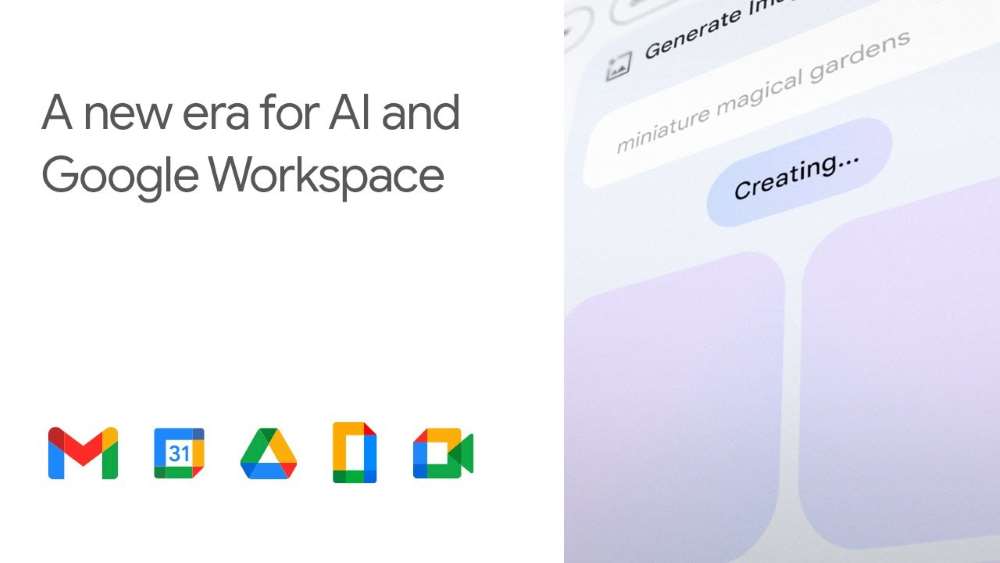 A new era for AI and
Google Workspace
31
Generate
miniature magical gardens
Creating...